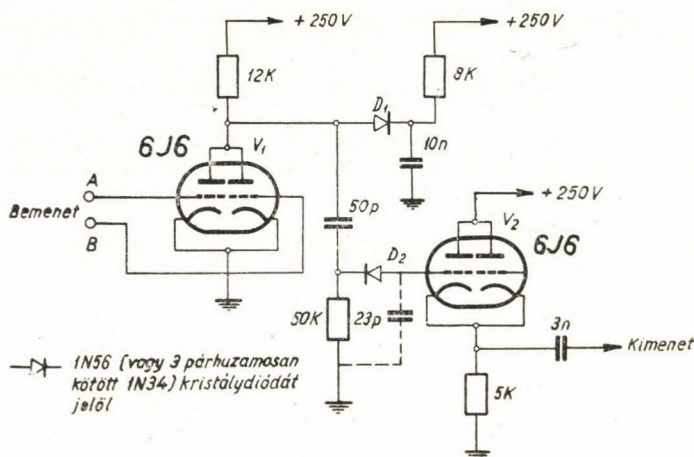 + 250V
+ 250V
12K
8K
D1
10n
6J6
V1
A
Bemenet
B
50p
+ 250V
V2
6J6
D2
50K
23p
3n
Kimenet
5K
1N56 (vagy 3 párhuzamosan
kötött 1N34) kristálydiódát
jelöl